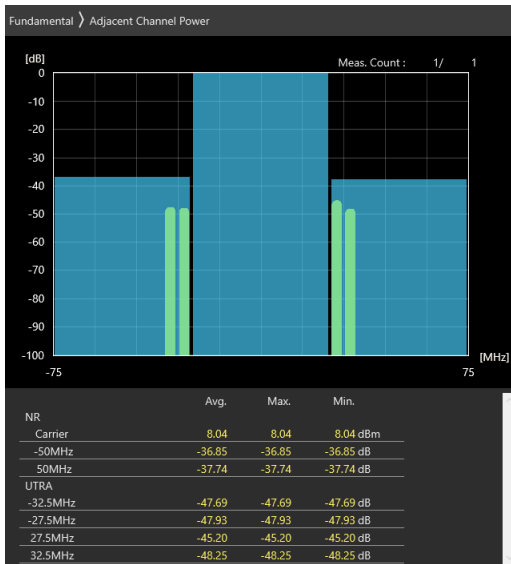 Fundamental 〉 Adjacent Channel Power
[dB]
Meas. Count : 1/ 1
0
-10
-20
-30
-40
-50
-60
-70
-80
-90
-100
[MHz]
-75 75
Avg. Max. Min.
NR
Carrier 8.04 8.04 8.04 dBm
-50MHz -36.85 -36.85 -36.85 dB
50MHz -37.74 -37.74 -37.74 dB
UTRA
-32.5MHz -47.69 -47.69 -47.69 dB
-27.5MHz -47.93 -47.93 -47.93 dB
27.5MHz -45.20 -45.20 -45.20 dB
32.5MHz -48.25 -48.25 -48.25 dB